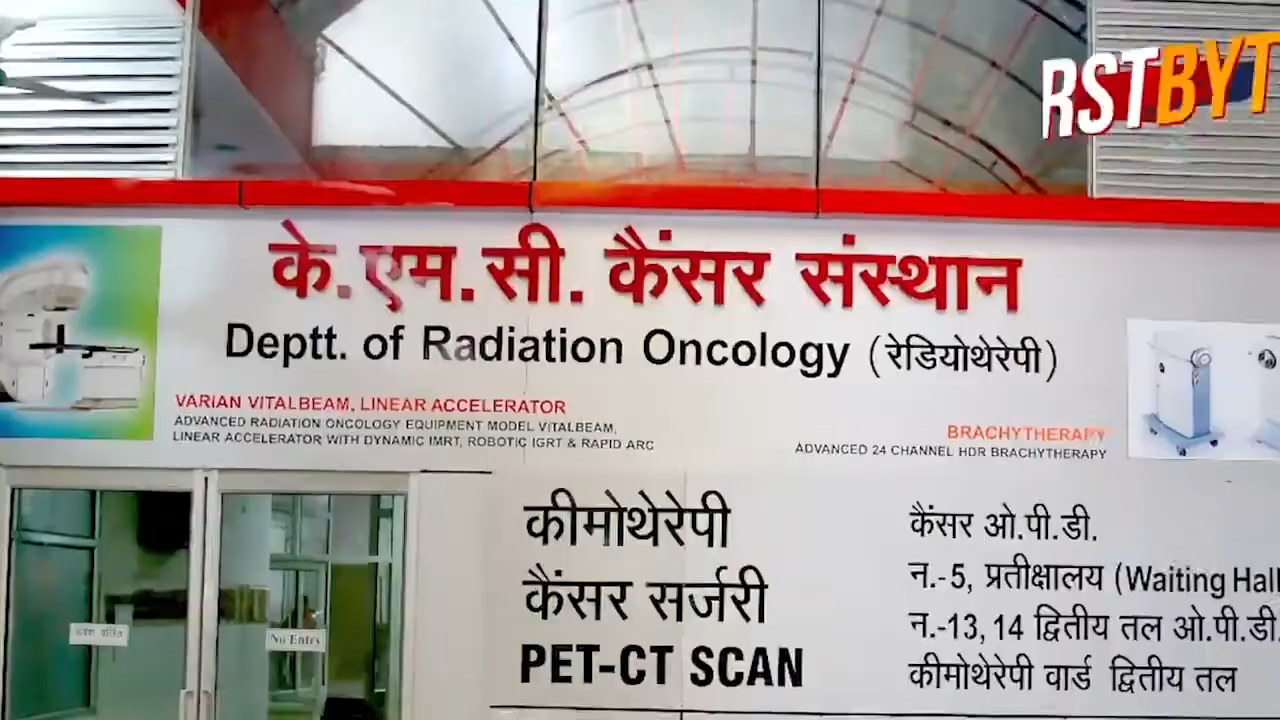 RSTBYT
के.एम.सी. कैंसर संस्थान
Deptt. of Radiation Oncology (रेडियोथेरेपी)
VARIAN VITALBEAM, LINEAR ACCELERATOR
ADVANCED RADIATION ONCOLOGY EQUIPMENT MODEL VITALBEAM,
LINEAR ACCELERATOR WITH DYNAMIC IMRT, ROBOTIC IGRT & RAPID ARC
BRACHYTHERAPY
ADVANCED 24 CHANNEL HDR BRACHYTHERAPY
कीमोथेरेपी
कैंसर सर्जरी
PET-CT SCAN
कैंसर ओ.पी.डी.
न.-5, प्रतीक्षालय (Waiting Hall
न.-13, 14 द्वितीय तल ओ.पी.डी.
कीमोथेरेपी वार्ड द्वितीय तल
प्रवेश वर्जित
No Entry